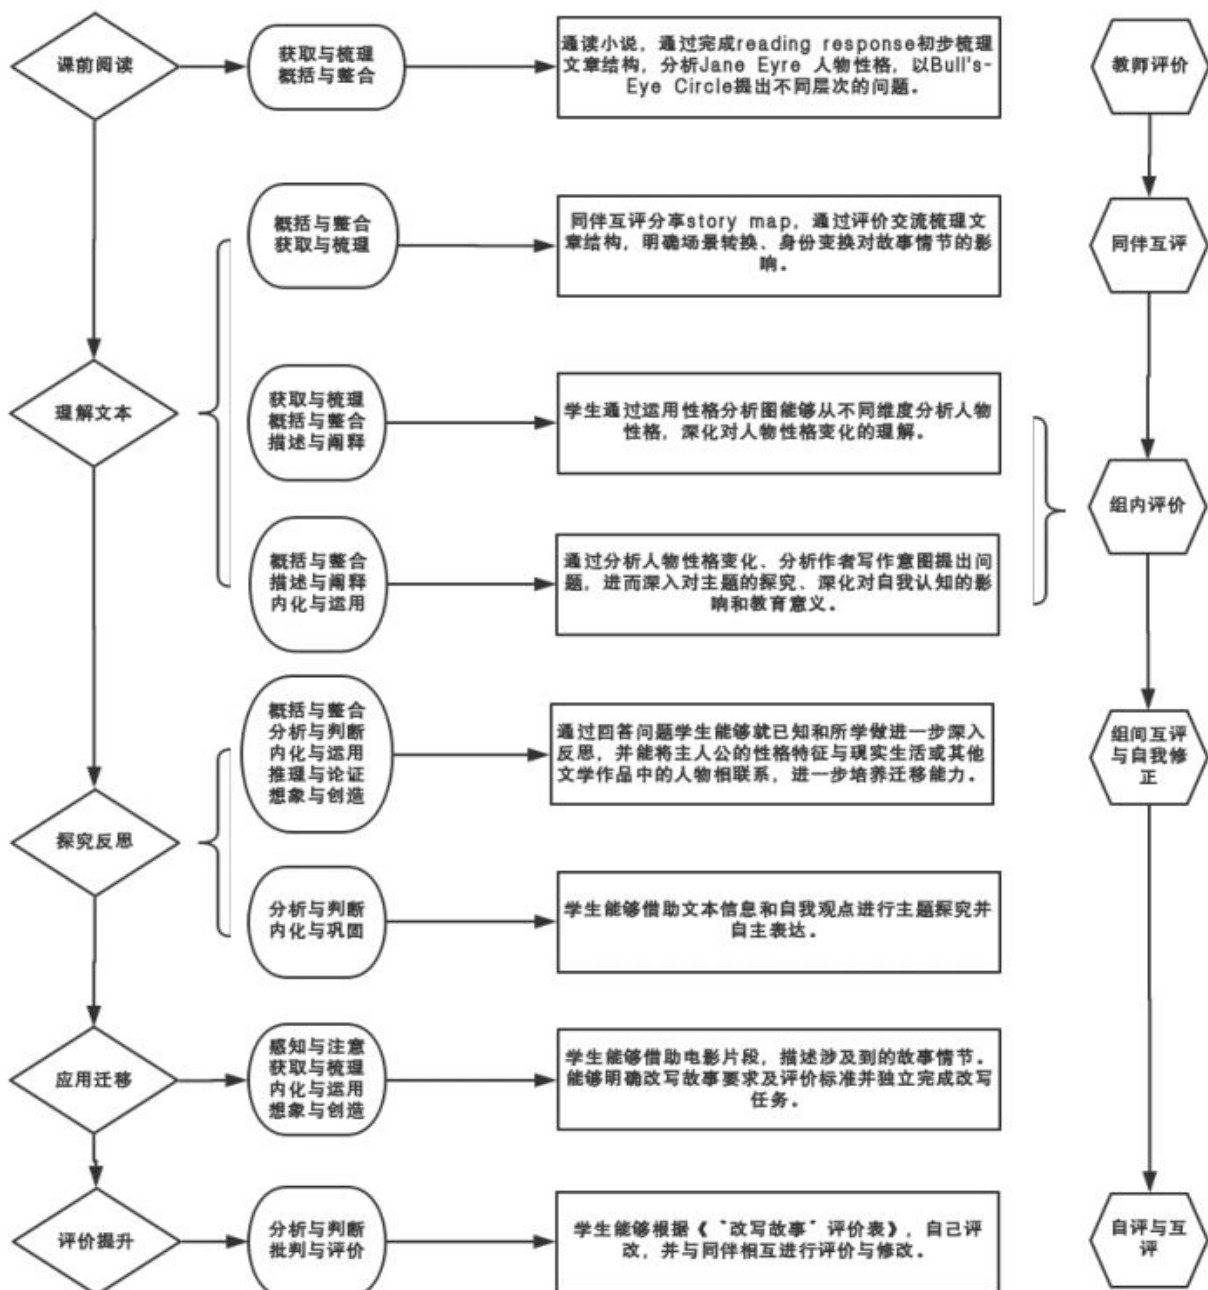 课前阅读
获取与梳理
概括与整合
通读小说，通过完成reading response初步梳理
文章结构，分析Jane Eyre 人物性格，以Bull's-
Eye Circle提出不同层次的问题。
教师评价
概括与整合
获取与梳理
同伴互评分享story map，通过评价交流梳理文
章结构，明确场景转换、身份变换对故事情节的影
响。
同伴互评
理解文本
获取与梳理
概括与整合
描述与阐释
学生通过运用性格分析图能够从不同维度分析人物
性格，深化对人物性格变化的理解。
组内评价
概括与整合
描述与阐释
内化与运用
通过分析人物性格变化、分析作者写作意图提出问
题，进而深入对主题的探究、深化对自我认知的影
响和教育意义。
概括与整合
分析与判断
内化与运用
推理与论证
想象与创造
通过回答问题学生能够就已知和所学做进一步深入
反思，并能将主人公的性格特征与现实生活或其他
文学作品中的人物相联系，进一步培养迁移能力。
组间互评
与自我修
正
探究反思
分析与判断
内化与巩固
学生能够借助文本信息和自我观点进行主题探究并
自主表达。
应用迁移
感知与注意
获取与梳理
内化与运用
想象与创造
学生能够借助电影片段，描述涉及到的故事情节。
能够明确改写故事要求及评价标准并独立完成改写
任务。
评价提升
分析与判断
批判与评价
学生能够根据《“改写故事”评价表》，自己评
改，并与同伴相互进行评价与修改。
自评与互
评